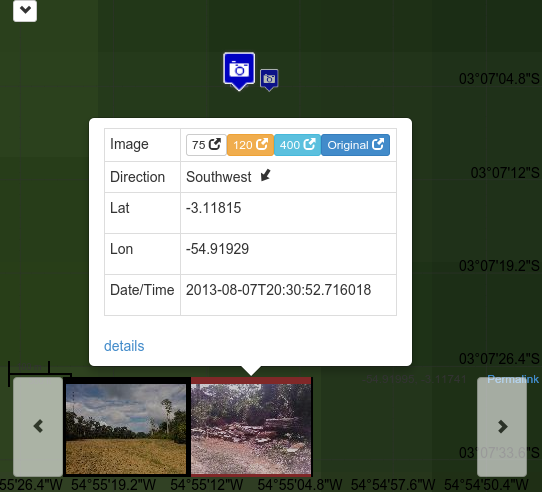 03°07'04.8"S
Image 75 120 400 Original
Direction Southwest
03°07'12"S
Lat -3.11815
Lon -54.91929
03°07'19.2"S
Date/Time 2013-08-07T20:30:52.716018
details
03°07'26.4"S
Permalink
03°07'33.6"S
55'26.4"W 54°55'19.2"W 54°55'12"W 54°55'04.8"W 54°54'57.6"W 54°54'50.4"W